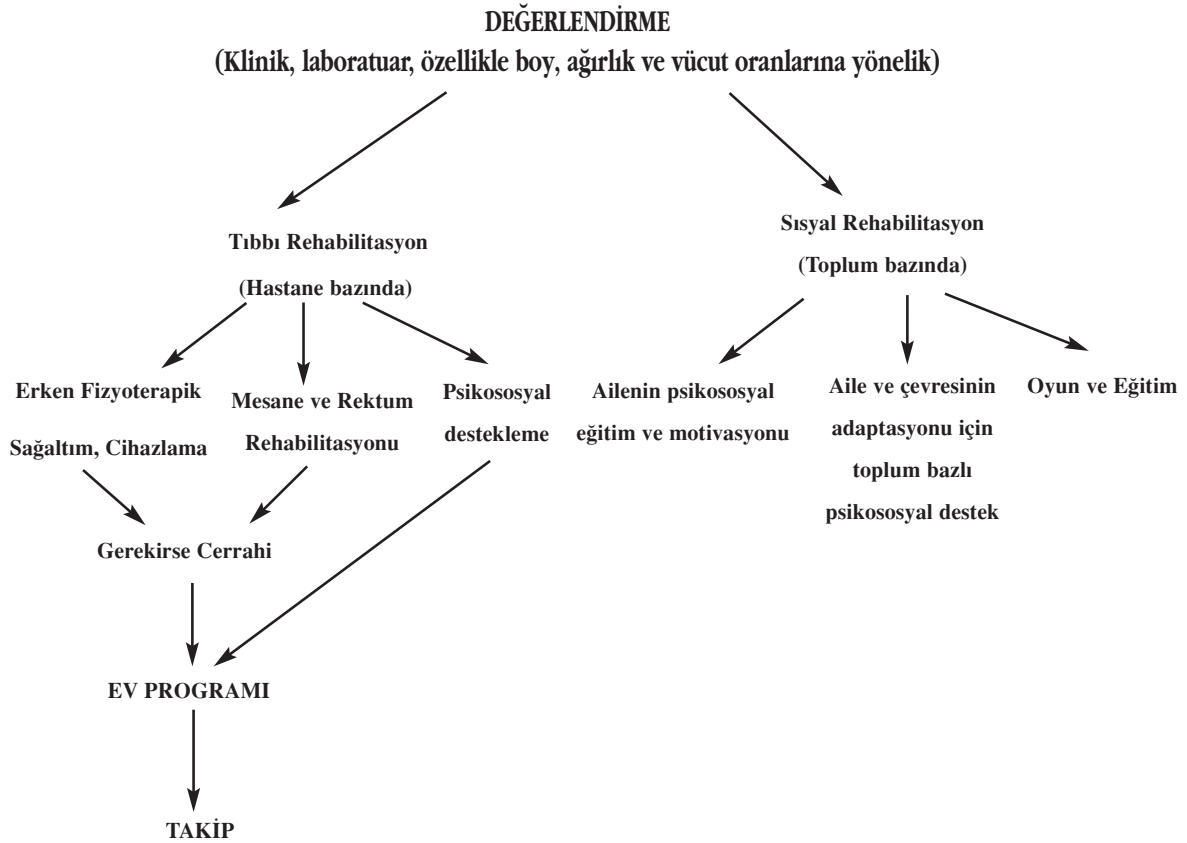 DEĞERLENDİRME
(Klinik, laboratuar, özellikle boy, ağırlık ve vücut oranlarına yönelik)
Tıbbı Rehabilitasyon
(Hastane bazında)
Sısyal Rehabilitasyon
(Toplum bazında)
Erken Fizyoterapik
Sağaltım, Cihazlama
Mesane ve Rektum
Rehabilitasyonu
Psikososyal
destekleme
Ailenin psikososyal
eğitim ve motivasyonu
Aile ve çevresinin
adaptasyonu için
toplum bazlı
psikososyal destek
Oyun ve Eğitim
Gerekirse Cerrahi
EV PROGRAMI
TAKİP